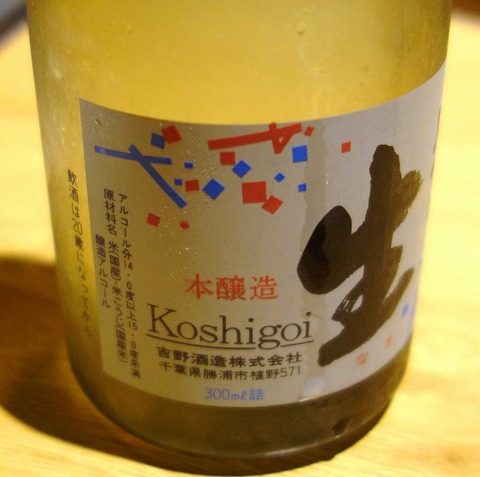 生
なま
本醸造
Koshigoi
吉野酒造株式会社
千葉県勝浦市植野571
300ml詰
アルコール分14.0度以上15.0度未満
原材料名 米(国産)・米こうじ(国産米)
醸造アルコール
飲酒は20歳になってから